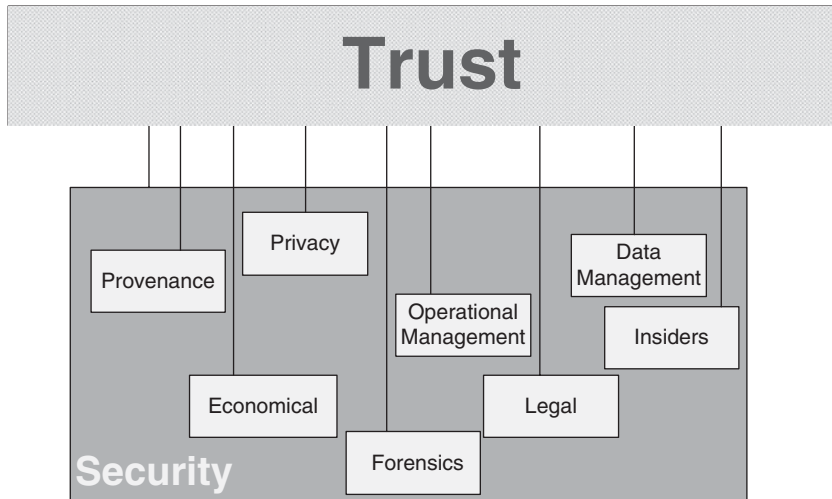 Trust
Privacy
Provenance
Data
Management
Operational
Management
Insiders
Economical
Legal
Forensics
Security